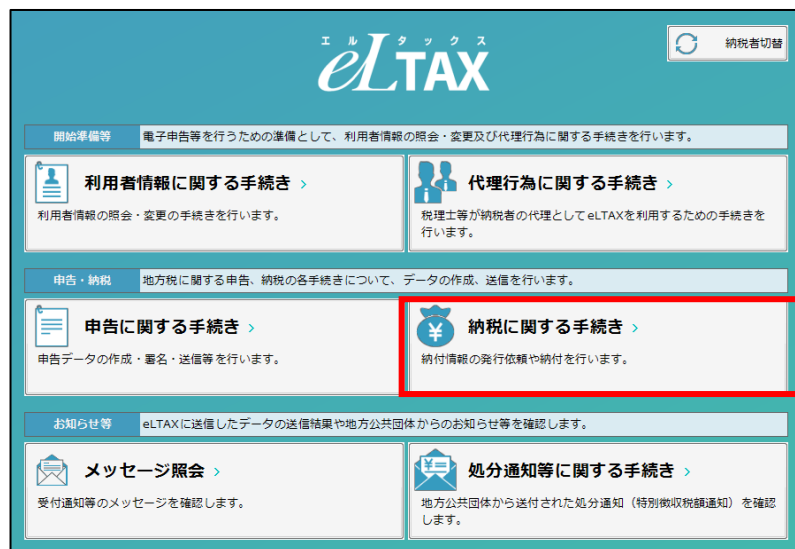 エルタックス
eLTAX
納税者切替
開始準備等 電子申告等を行うための準備として、利用者情報の照会・変更及び代理行為に関する手続きを行います。
利用者情報に関する手続き >
利用者情報の照会・変更の手続きを行います。
代理行為に関する手続き >
税理士等が納税者の代理としてeLTAXを利用するための手続きを
行います。
申告・納税 地方税に関する申告、納税の各手続きについて、データの作成、送信を行います。
申告に関する手続き >
申告データの作成・署名・送信等を行います。
納税に関する手続き >
納付情報の発行依頼や納付を行います。
お知らせ等 eLTAXに送信したデータの送信結果や地方公共団体からのお知らせ等を確認します。
メッセージ照会 >
受付通知等のメッセージを確認します。
処分通知等に関する手続き >
地方公共団体から送付された処分通知（特別徴収税額通知）を確認
します。